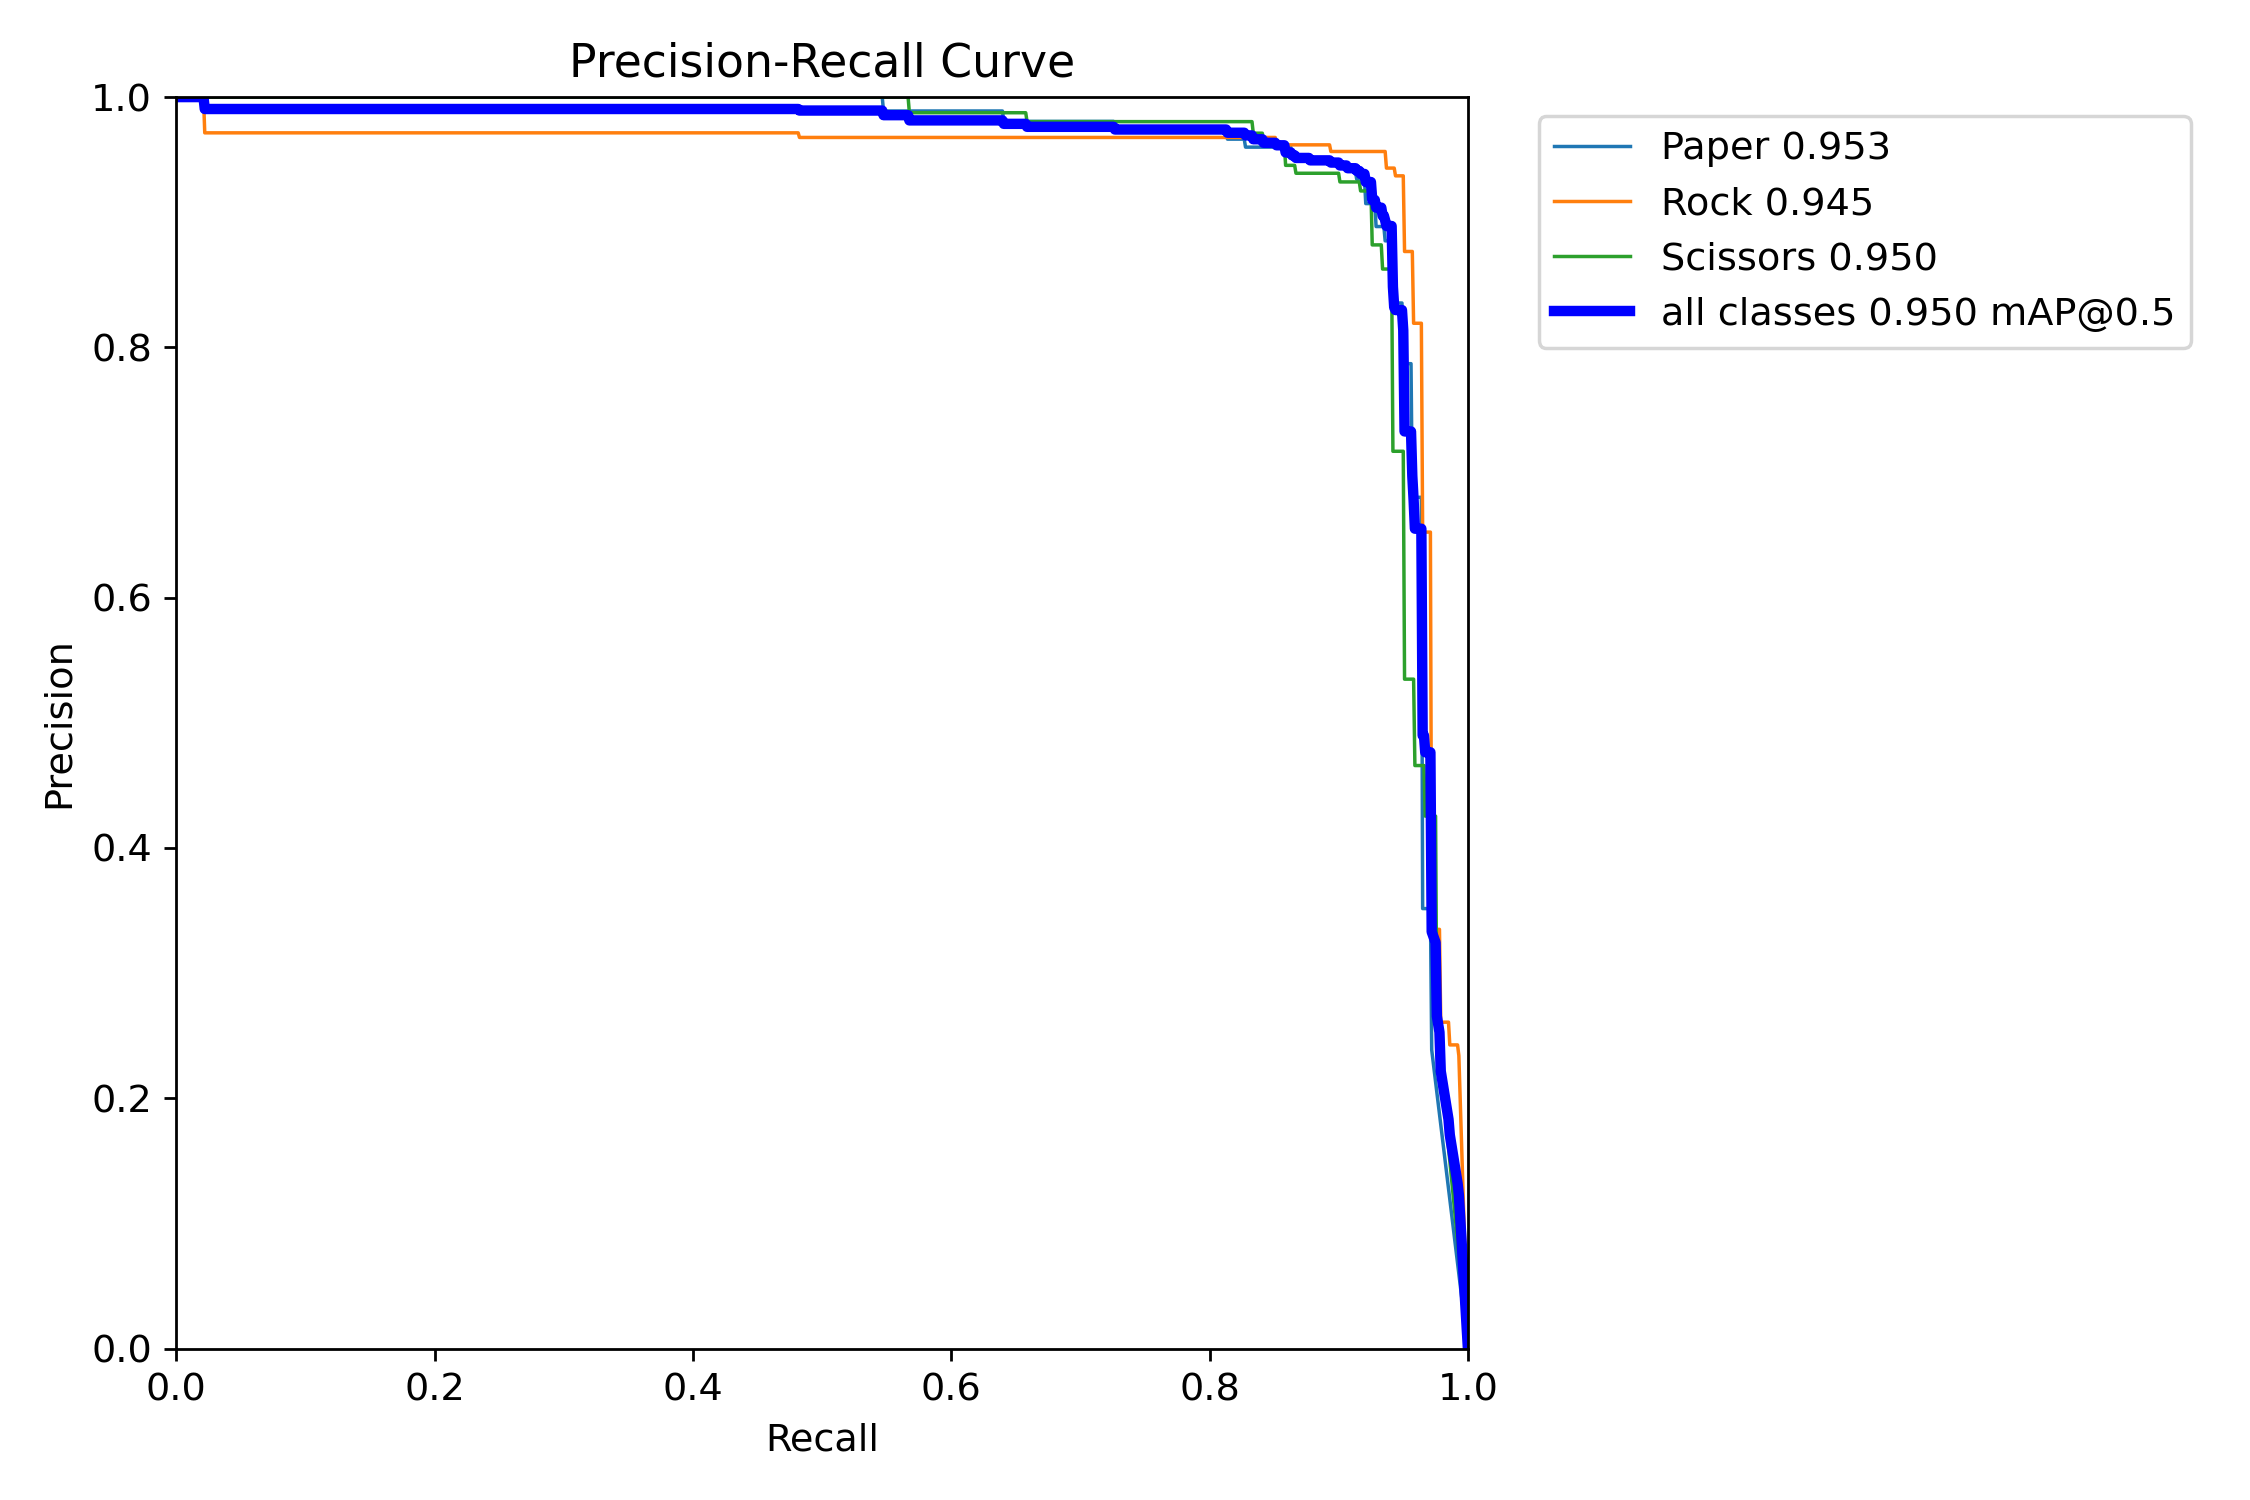 Precision-Recall Curve
1.0
0.8
0.6
0.4
0.2
0.0
Precision
0.0 0.2 0.4 0.6 0.8 1.0
Recall
Paper 0.953
Rock 0.945
Scissors 0.950
all classes 0.950 mAP@0.5